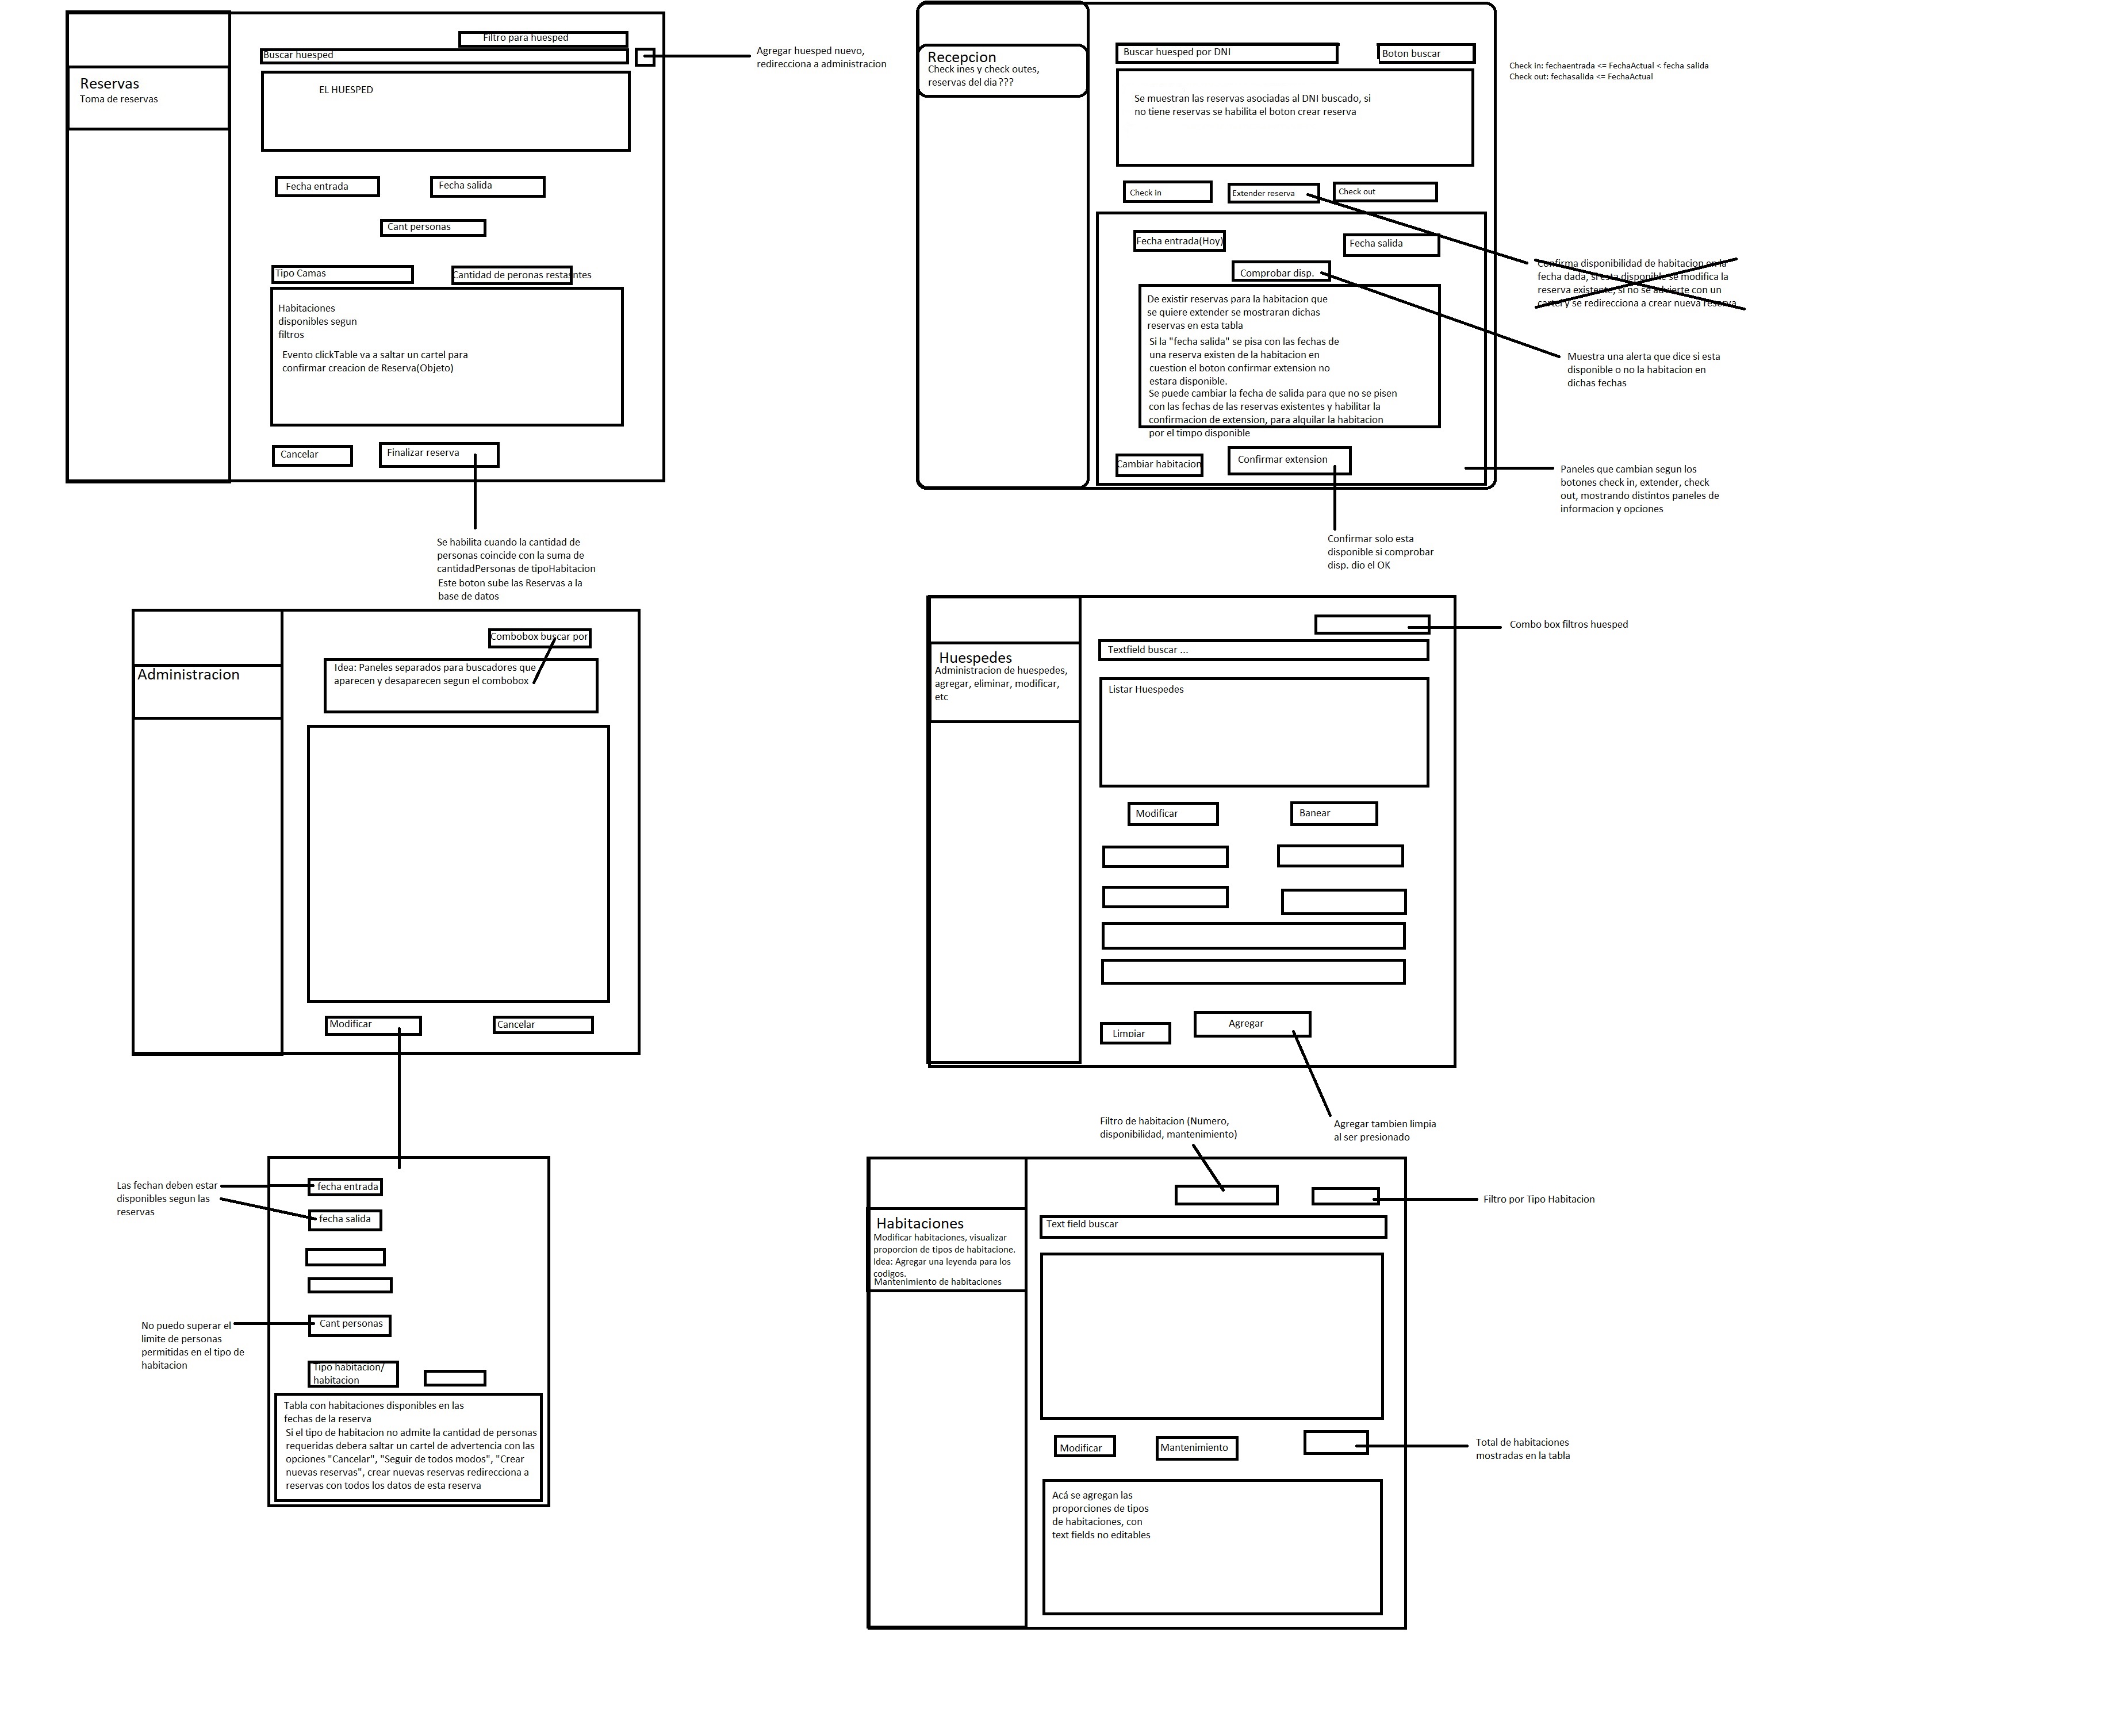 Reservas
Toma de reservas
Filtro para huesped
Buscar huesped
EL HUESPED
Agregar huesped nuevo,
redirecciona a administracion
Fecha entrada
Fecha salida
Cant personas
Tipo Camas
Cantidad de peronas restasntes
Habitaciones
disponibles segun
filtros
Evento clickTable va a saltar un cartel para
confirmar creacion de Reserva(Objeto)
Cancelar
Finalizar reserva
Se habilita cuando la cantidad de
personas coincide con la suma de
cantidadPersonas de tipoHabitacion
Este boton sube las Reservas a la
base de datos
Recepcion
Check ines y check outes,
reservas del dia???
Buscar huesped por DNI
Boton buscar
Check in: fechaentrada <= FechaActual < fecha salida
Check out: fechasalida <= FechaActual
Se muestran las reservas asociadas al DNI buscado, si
no tiene reservas se habilita el boton crear reserva
Check in
Extender reserva
Check out
Fecha entrada(Hoy)
Fecha salida
Comprobar disp.
Confirma disponibilidad de habitacion en la
fecha dada, si esta disponible se modifica la
reserva existente, si no se advierte con un
cartel y se redirecciona a crear nueva reserva
De existir reservas para la habitacion que
se quiere extender se mostraran dichas
reservas en esta tabla
Si la "fecha salida" se pisa con las fechas de
una reserva existen de la habitacion en
cuestion el boton confirmar extension no
estara disponible.
Se puede cambiar la fecha de salida para que no se pisen
con las fechas de las reservas existentes y habilitar la
confirmacion de extension, para alquilar la habitacion
por el timpo disponible
Muestra una alerta que dice si esta
disponible o no la habitacion en
dichas fechas
Cambiar habitacion
Confirmar extension
Paneles que cambian segun los
botones check in, extender, check
out, mostrando distintos paneles de
informacion y opciones
Confirmar solo esta
disponible si comprobar
disp. dio el OK
Administracion
Combobox buscar por
Idea: Paneles separados para buscadores que
aparecen y desaparecen segun el combobox
Modificar
Cancelar
Las fechan deben estar
disponibles segun las
reservas
fecha entrada
fecha salida
No puedo superar el
limite de personas
permitidas en el tipo de
habitacion
Cant personas
Tipo habitacion/
habitacion
Tabla con habitaciones disponibles en las
fechas de la reserva
Si el tipo de habitacion no admite la cantidad de personas
requeridas debera saltar un cartel de advertencia con las
opciones "Cancelar", "Seguir de todos modos", "Crear
nuevas reservas", crear nuevas reservas redirecciona a
reservas con todos los datos de esta reserva
Huespedes
Administracion de huespedes,
agregar, eliminar, modificar,
etc
Combo box filtros huesped
Textfield buscar ...
Listar Huespedes
Modificar
Banear
Limpiar
Agregar
Agregar tambien limpia
al ser presionado
Filtro de habitacion (Numero,
disponibilidad, mantenimiento)
Filtro por Tipo Habitacion
Habitaciones
Modificar habitaciones, visualizar
proporcion de tipos de habitacione.
Idea: Agregar una leyenda para los
codigos.
Mantenimiento de habitaciones
Text field buscar
Modificar
Mantenimiento
Total de habitaciones
mostradas en la tabla
Acá se agregan las
proporciones de tipos
de habitaciones, con
text fields no editables